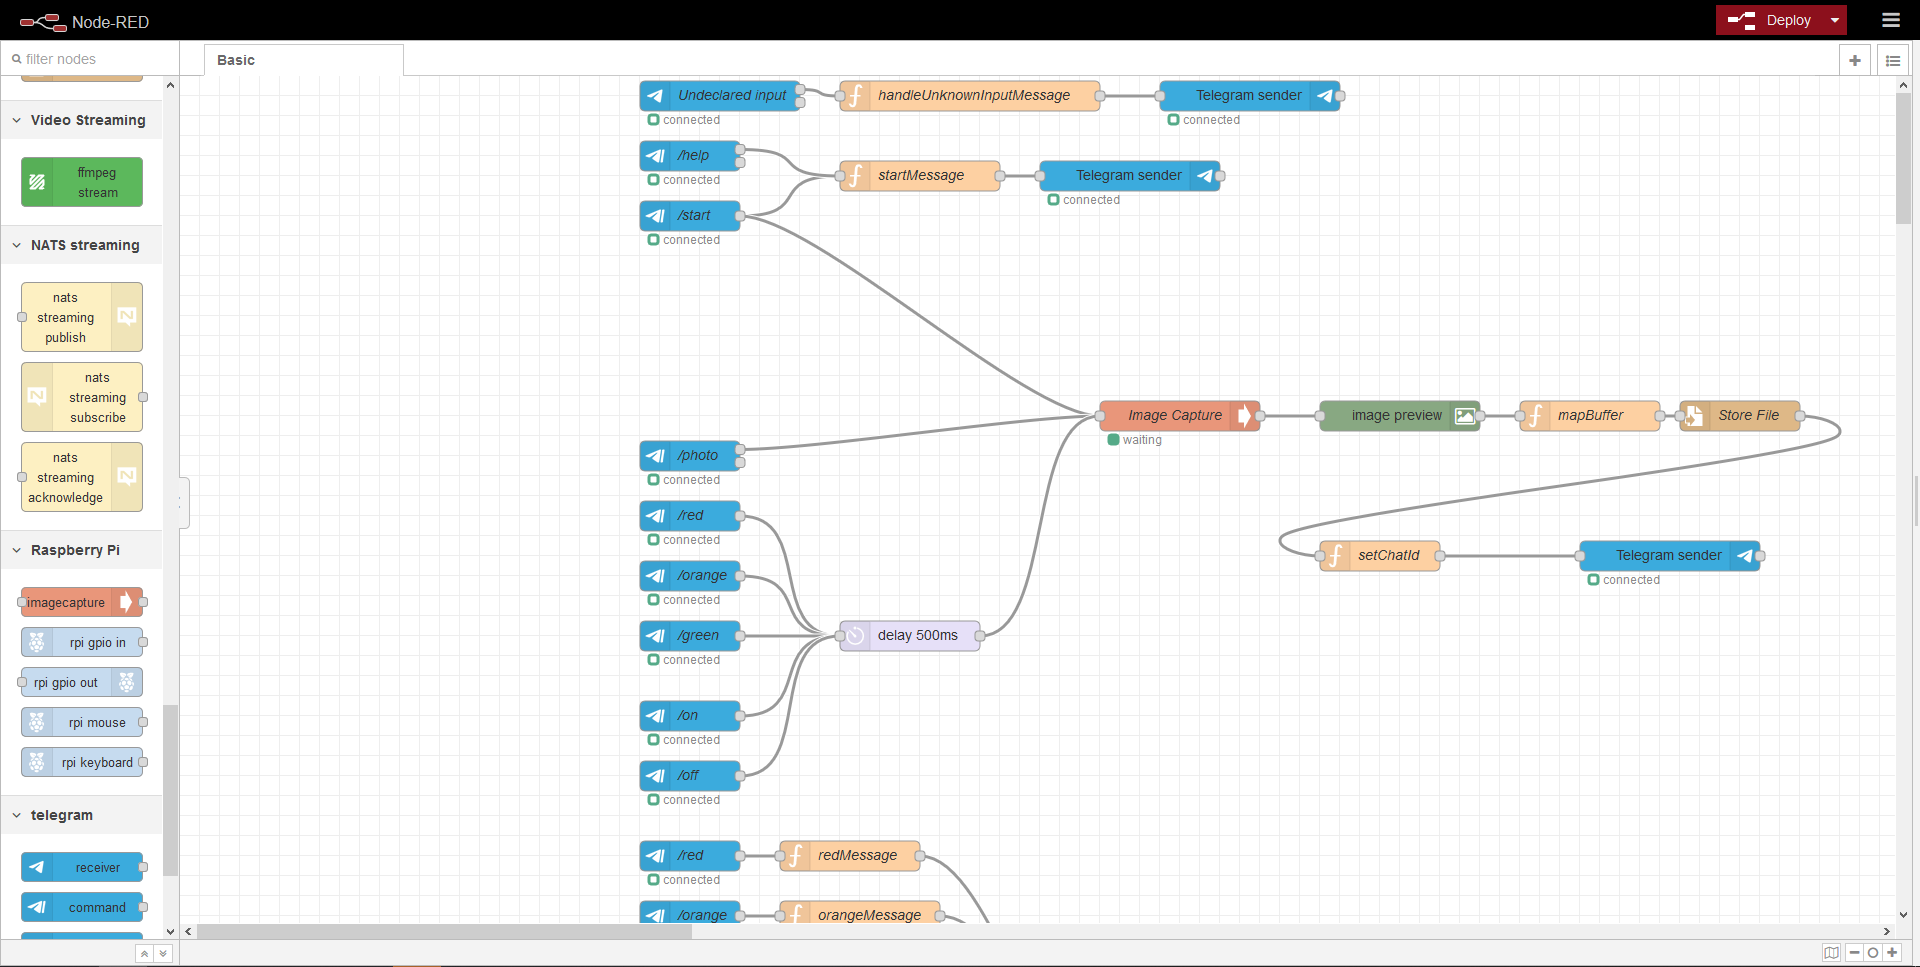 Node-RED
Deploy
filter nodes
Basic
Video Streaming
ffmpeg
stream
NATS streaming
nats
streaming
publish
nats
streaming
subscribe
nats
streaming
acknowledge
Raspberry Pi
imagecapture
rpi gpio in
rpi gpio out
rpi mouse
rpi keyboard
telegram
receiver
command
Undeclared input
connected
handleUnknownInputMessage
Telegram sender
connected
/help
connected
startMessage
Telegram sender
connected
/start
connected
Image Capture
waiting
image preview
mapBuffer
Store File
/photo
connected
/red
connected
setChatId
Telegram sender
connected
/orange
connected
/green
connected
delay 500ms
/on
connected
/off
connected
/red
connected
redMessage
/orange
orangeMessage